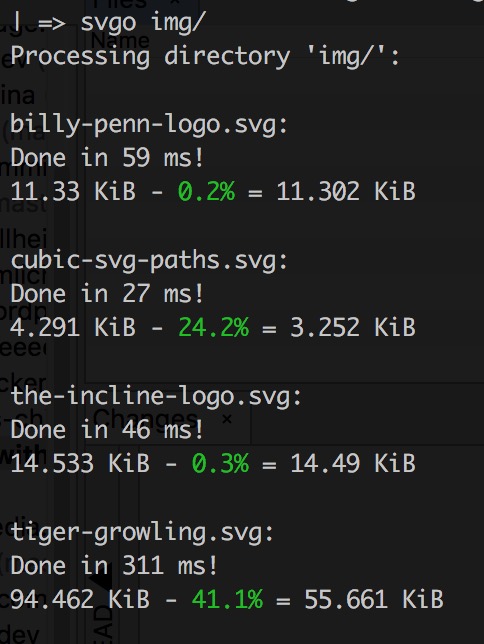 | => svgo img/
Processing directory 'img/':
billy-penn-logo.svg:
Done in 59 ms!
11.33 KiB - 0.2% = 11.302 KiB
cubic-svg-paths.svg:
Done in 27 ms!
4.291 KiB - 24.2% = 3.252 KiB
the-incline-logo.svg:
Done in 46 ms!
14.533 KiB - 0.3% = 14.49 KiB
tiger-growling.svg:
Done in 311 ms!
94.462 KiB - 41.1% = 55.661 KiB
Files ×
Name
Changes ×